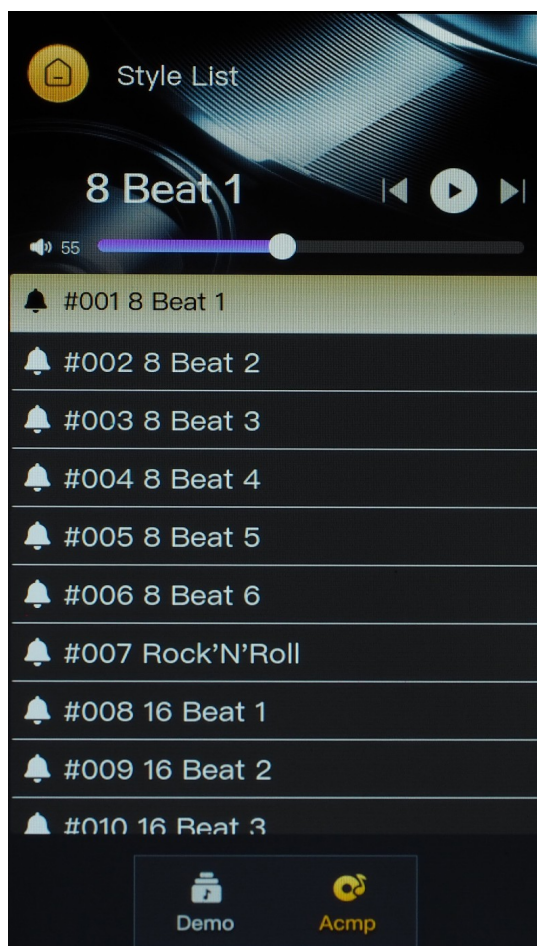 Style List
8 Beat 1
55
#001 8 Beat 1
#002 8 Beat 2
#003 8 Beat 3
#004 8 Beat 4
#005 8 Beat 5
#006 8 Beat 6
#007 Rock'N'Roll
#008 16 Beat 1
#009 16 Beat 2
#010 16 Beat 3
Demo Acmp